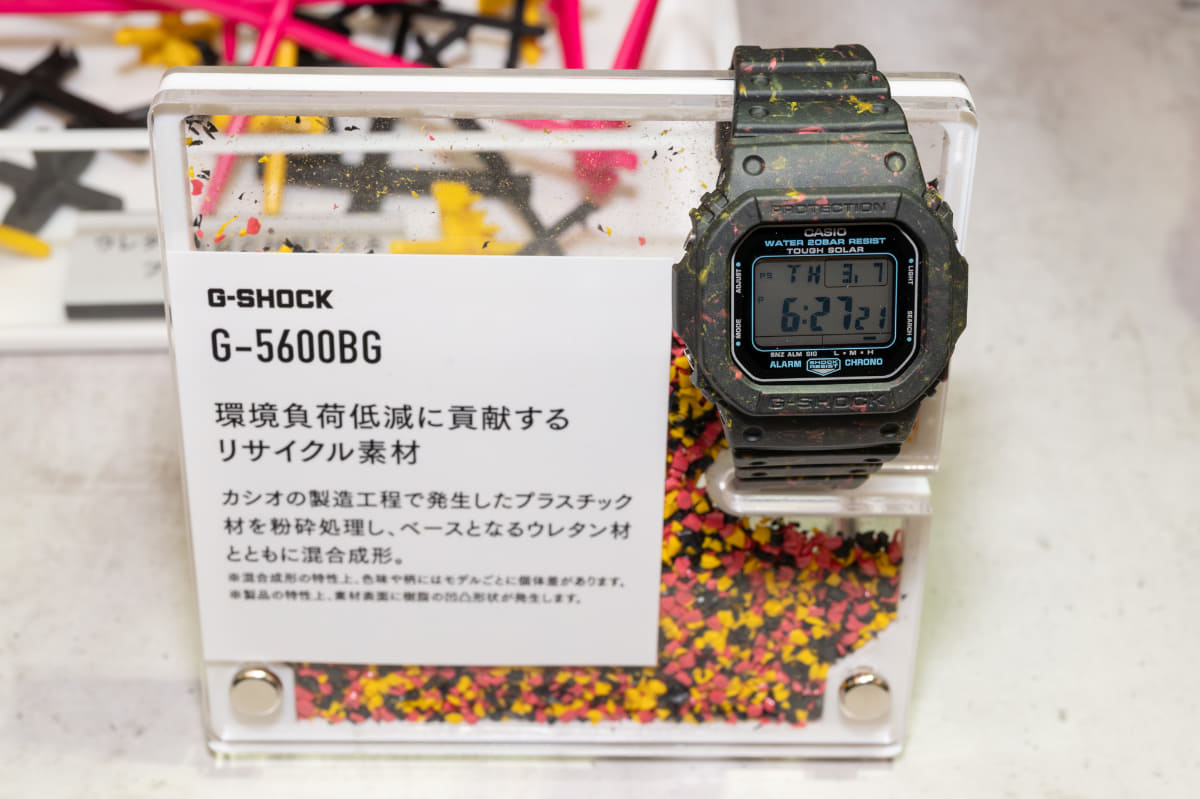 G-SHOCK
G-5600BG
環境負荷低減に貢献する
リサイクル素材
カシオの製造工程で発生したプラスチック
材を粉砕処理し、ベースとなるウレタン材
とともに混合成形。
※混合成形の特性上、色味や柄にはモデルごとに個体差があります。
※製品の特性上、素材表面に樹脂の凹凸形状が発生します。
PROTECTION
CASIO
WATER 20BAR RESIST
TOUGH SOLAR
ADJUST
LIGHT
PS TH 3. 7
P 6:27 21
MODE
SEARCH
SNZ ALM SIG L • M • H
ALARM SHOCK RESIST CHRONO
G-SHOCK